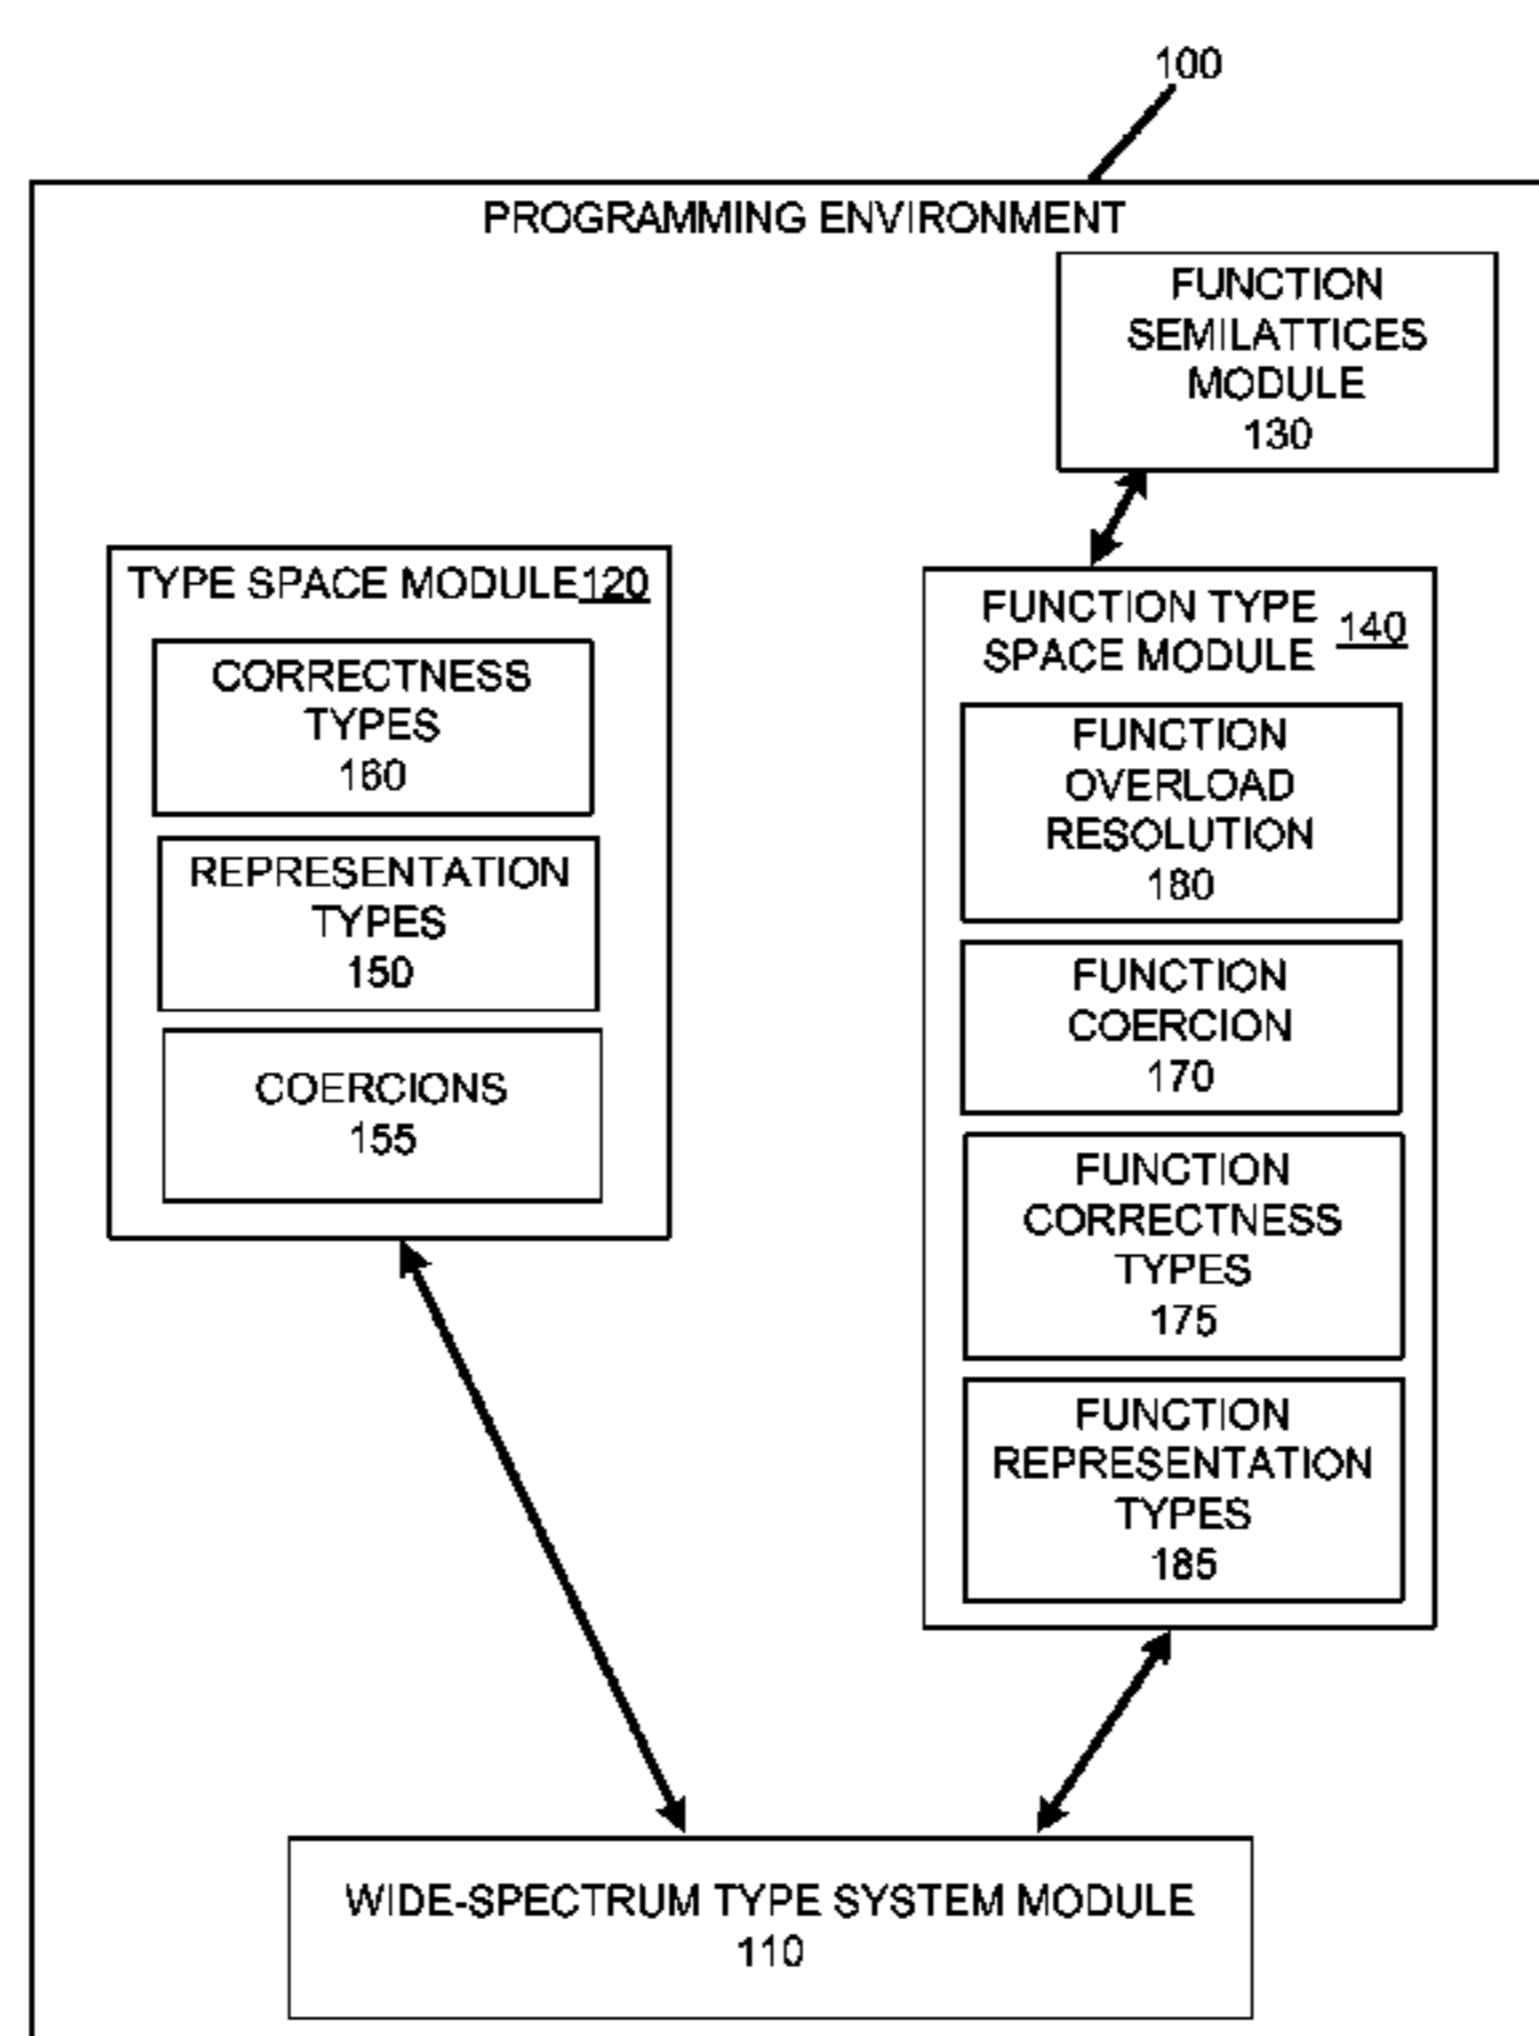 100
PROGRAMMING ENVIRONMENT
FUNCTION
SEMILATTICES
MODULE
130
TYPE SPACE MODULE 120
CORRECTNESS
TYPES
160
REPRESENTATION
TYPES
150
COERCIONS
155
FUNCTION TYPE
SPACE MODULE 140
FUNCTION
OVERLOAD
RESOLUTION
180
FUNCTION
COERCION
170
FUNCTION
CORRECTNESS
TYPES
175
FUNCTION
REPRESENTATION
TYPES
185
WIDE-SPECTRUM TYPE SYSTEM MODULE
110